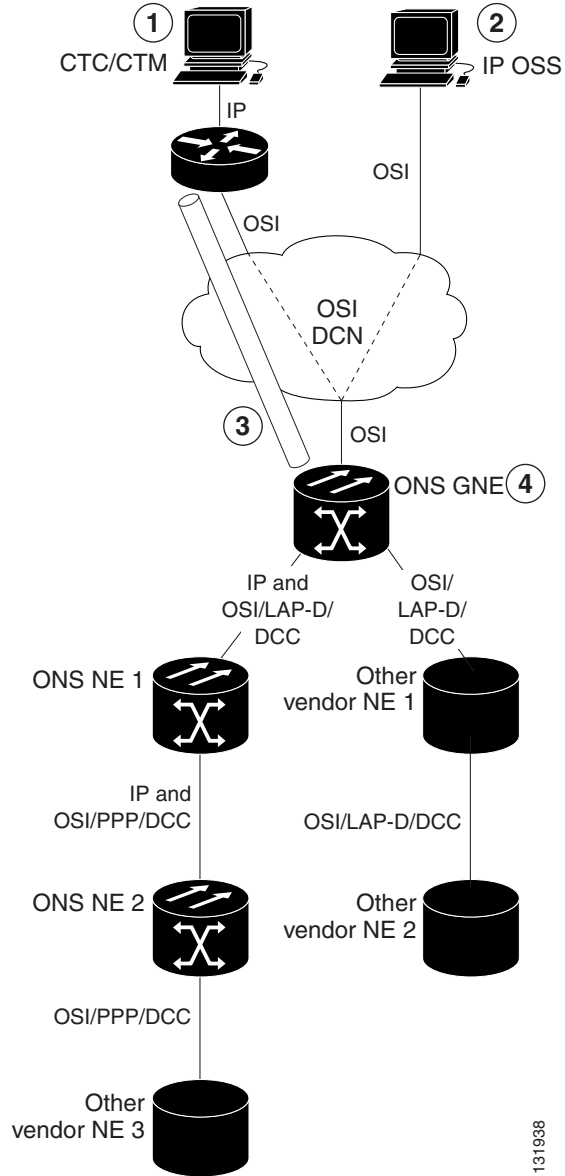 1
2
CTC/CTM
IP OSS
IP
OSI
OSI
OSI
DCN
3
OSI
ONS GNE
4
IP and
OSI/LAP-D/
DCC
OSI/
LAP-D/
DCC
ONS NE 1
Other
vendor NE 1
IP and
OSI/PPP/DCC
OSI/LAP-D/DCC
ONS NE 2
Other
vendor NE 2
OSI/PPP/DCC
Other
vendor NE 3
131938